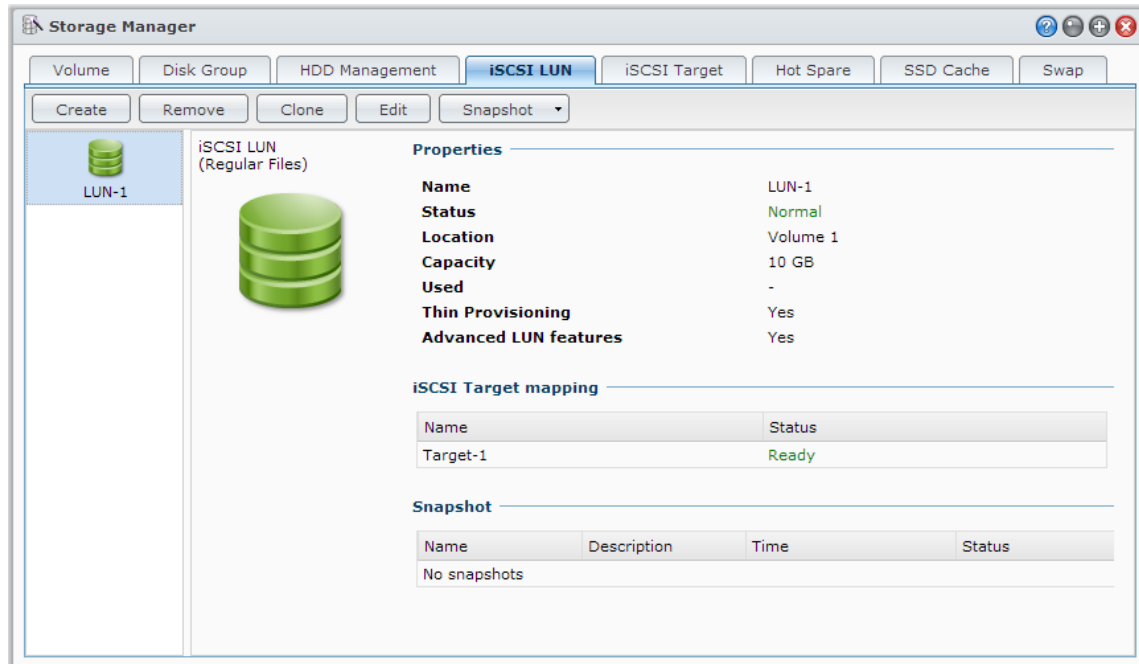 Storage Manager
Volume Disk Group HDD Management iSCSI LUN iSCSI Target Hot Spare SSD Cache Swap
Create Remove Clone Edit Snapshot
LUN-1
iSCSI LUN
(Regular Files)
Properties
Name LUN-1
Status Normal
Location Volume 1
Capacity 10 GB
Used -
Thin Provisioning Yes
Advanced LUN features Yes
iSCSI Target mapping
Name Status
Target-1 Ready
Snapshot
Name Description Time Status
No snapshots